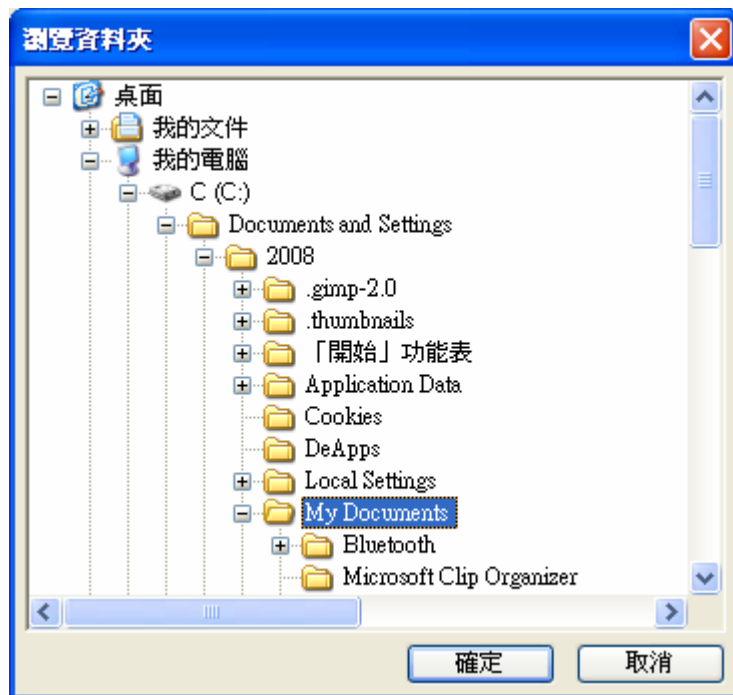 瀏覽資料夾
桌面
我的文件
我的電腦
C (C:)
Documents and Settings
2008
.gimp-2.0
.thumbnails
「開始」功能表
Application Data
Cookies
DeApps
Local Settings
My Documents
Bluetooth
Microsoft Clip Organizer
確定 取消